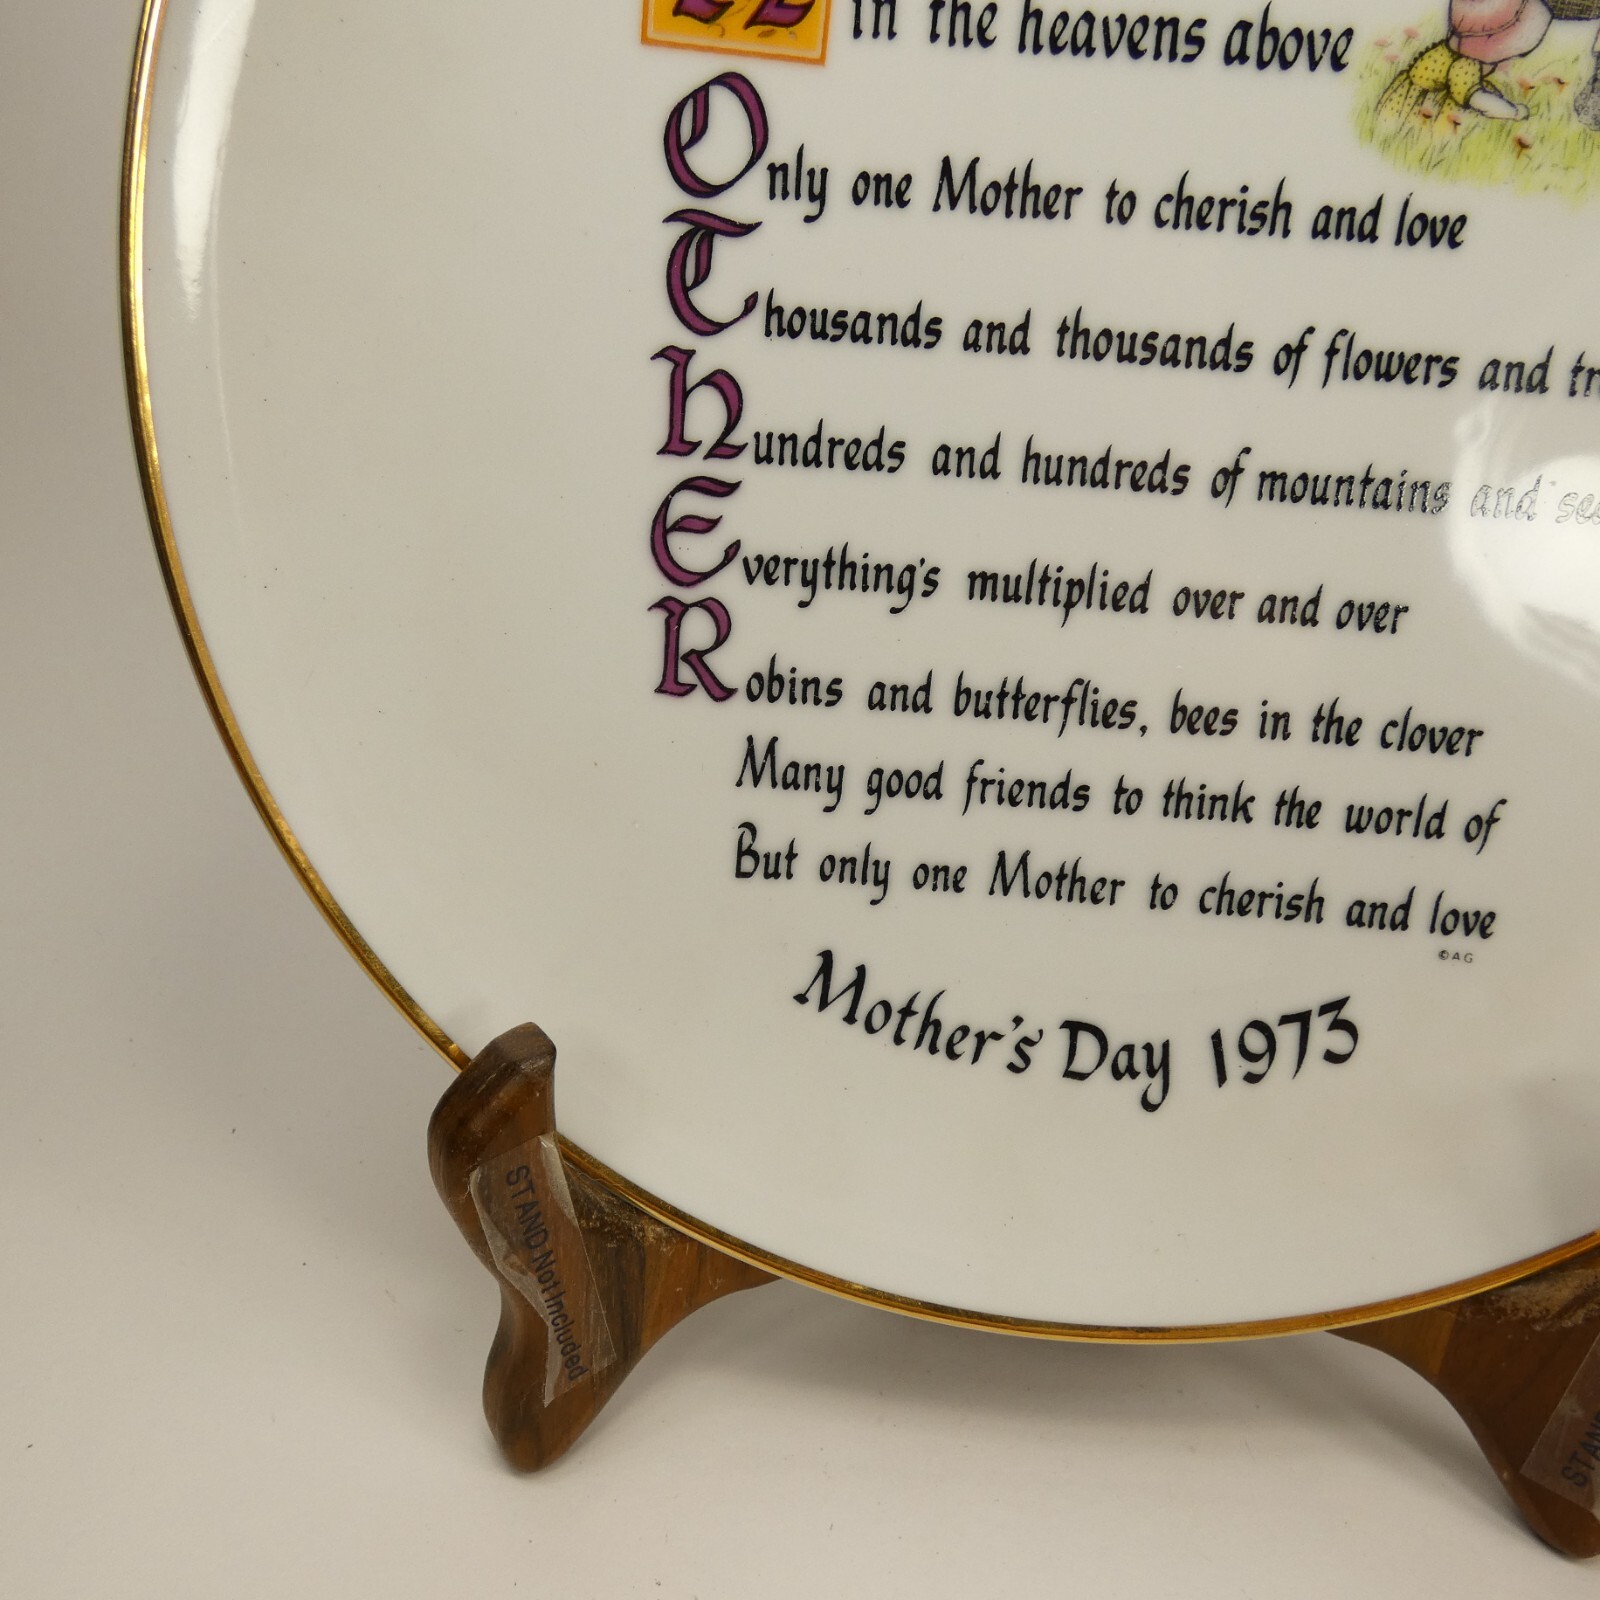 in the heavens above
Only one Mother to cherish and love
Thousands and thousands of flowers and
Hundreds and hundreds of mountains and
Everything's multiplied over and over
Robins and butterflies, bees in the clover
Many good friends to think the world of
But only one Mother to cherish and love
©AG
Mother's Day 1973
STAND Not Included